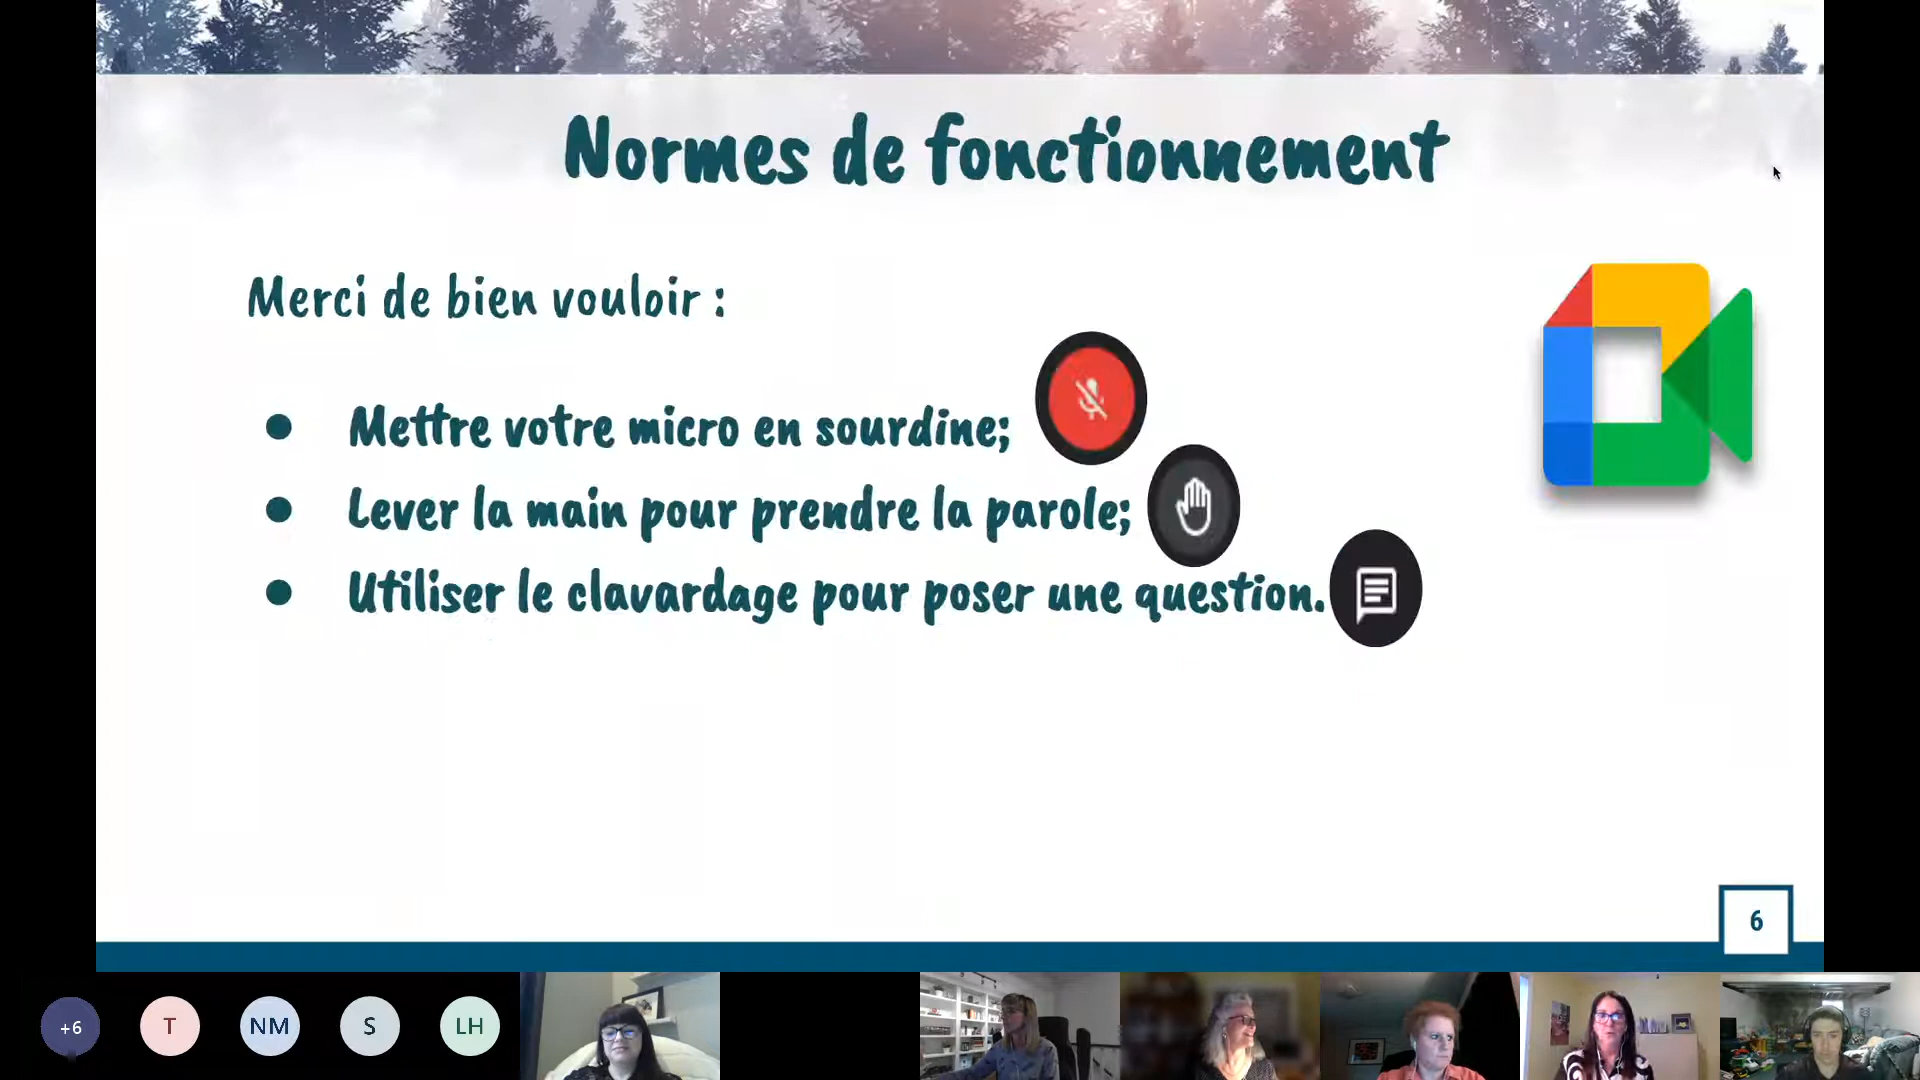 Normes de fonctionnement
Merci de bien vouloir :
● Mettre votre micro en sourdine;
● Lever la main pour prendre la parole;
● Utiliser le clavardage pour poser une question.
6
+6
T
NM
S
LH